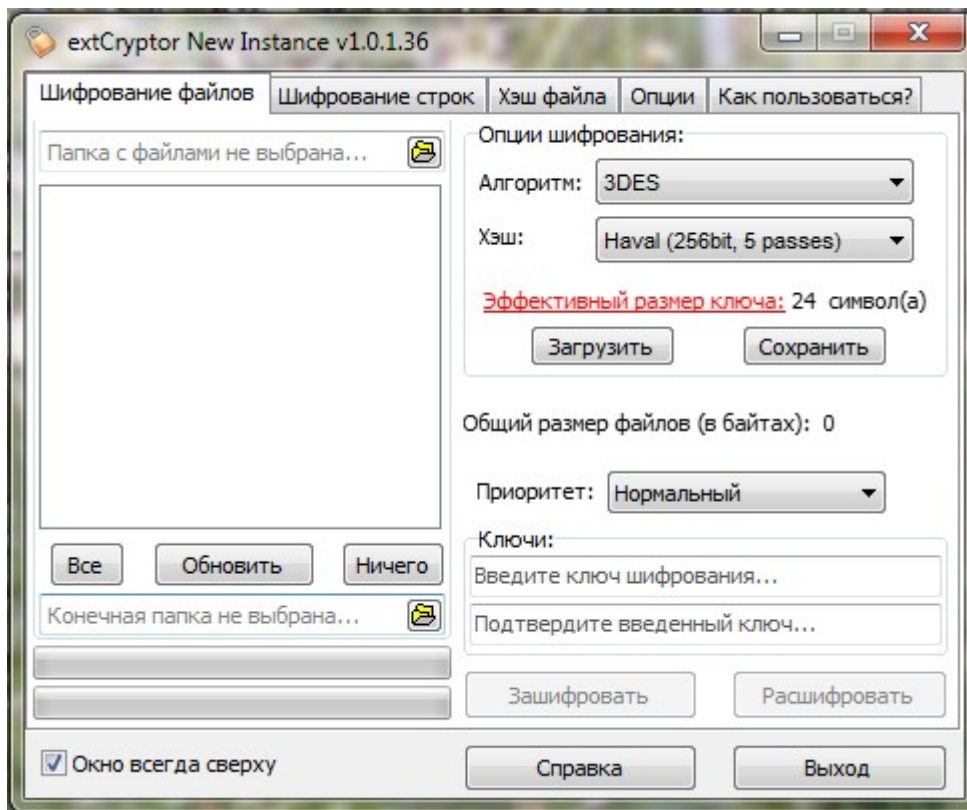 extCryptor New Instance v1.0.1.36
Шифрование файлов
Шифрование строк
Хэш файла
Опции
Как пользоваться?
Папка с файлами не выбрана...
Все
Обновить
Ничего
Конечная папка не выбрана...
Опции шифрования:
Алгоритм: 3DES
Хэш: Haval (256bit, 5 passes)
Эффективный размер ключа: 24 символ(а)
Загрузить
Сохранить
Общий размер файлов (в байтах): 0
Приоритет: Нормальный
Ключи:
Введите ключ шифрования...
Подтвердите введенный ключ...
Зашифровать
Расшифровать
Окно всегда сверху
Справка
Выход